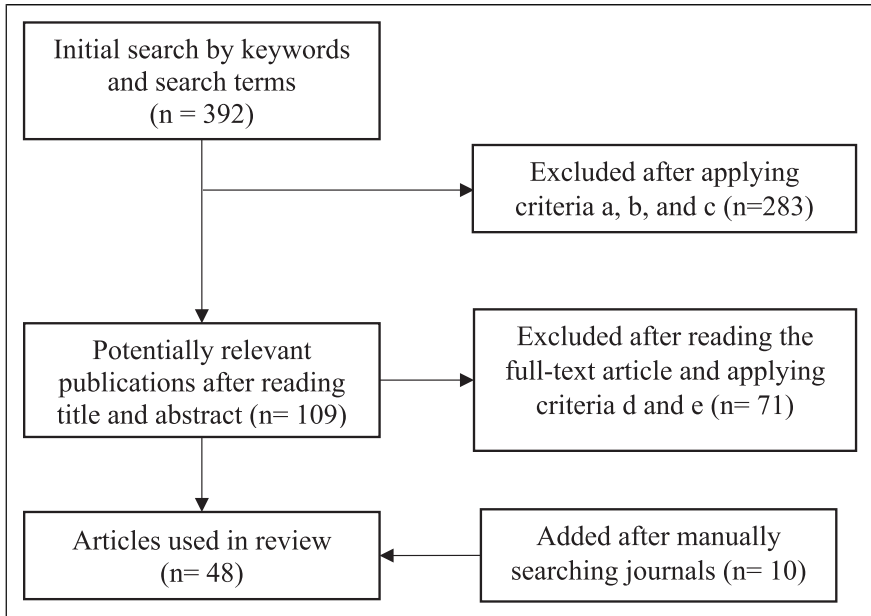 Initial search by keywords
and search terms
(n = 392)
Excluded after applying
criteria a, b, and c (n=283)
Potentially relevant
publications after reading
title and abstract (n= 109)
Excluded after reading the
full-text article and applying
criteria d and e (n= 71)
Articles used in review
(n= 48)
Added after manually
searching journals (n= 10)